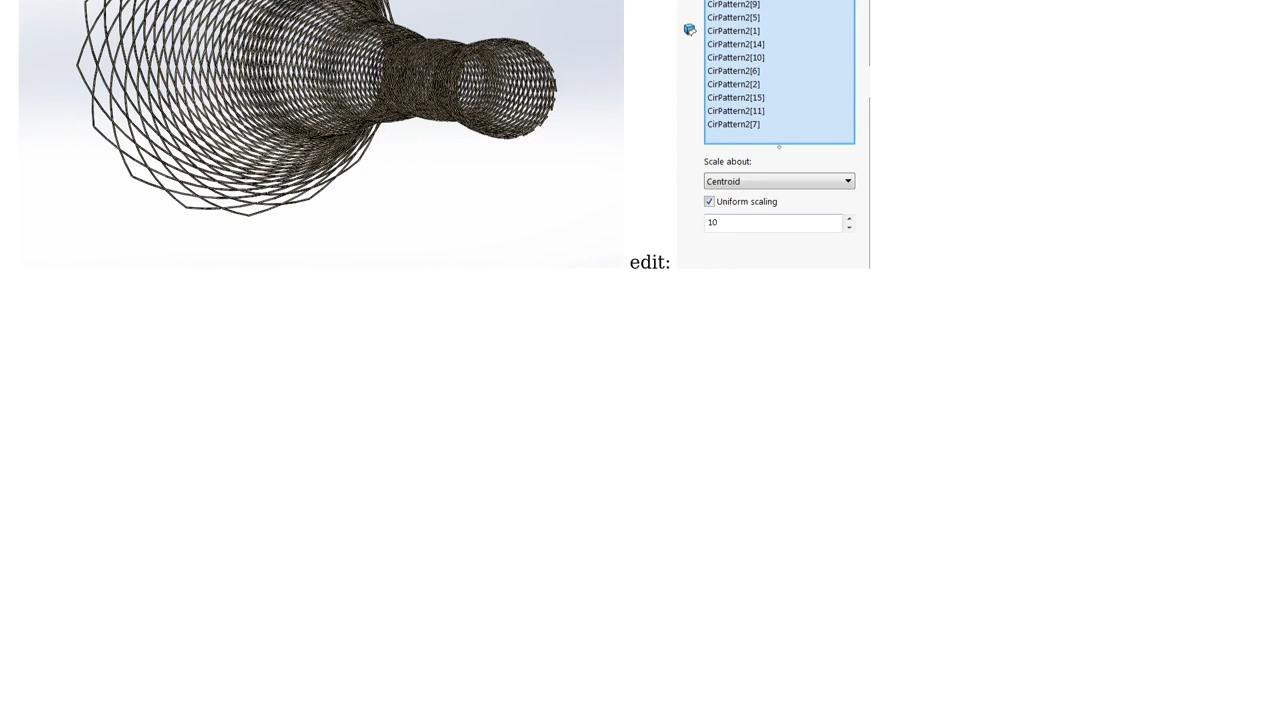 CirPattern2[9]
CirPattern2[5]
CirPattern2[1]
CirPattern2[14]
CirPattern2[10]
CirPattern2[6]
CirPattern2[2]
CirPattern2[15]
CirPattern2[11]
CirPattern2[7]
Scale about:
Centroid
Uniform scaling
10
edit: